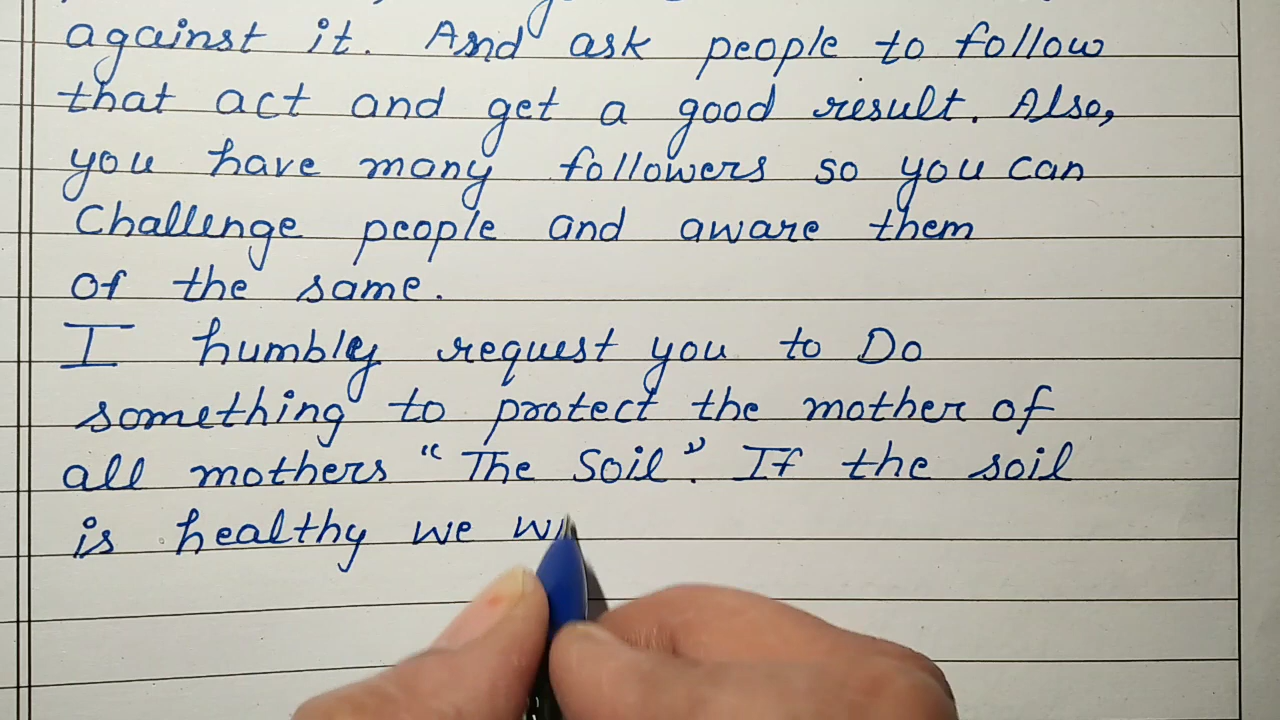 against it. And ask people to follow
that act and get a good result. Also,
you have many followers so you can
Challenge people and aware them
of the same.
I humbly request you to Do
something to protect the mother of
all mothers "The Soil". If the soil
is healthy we